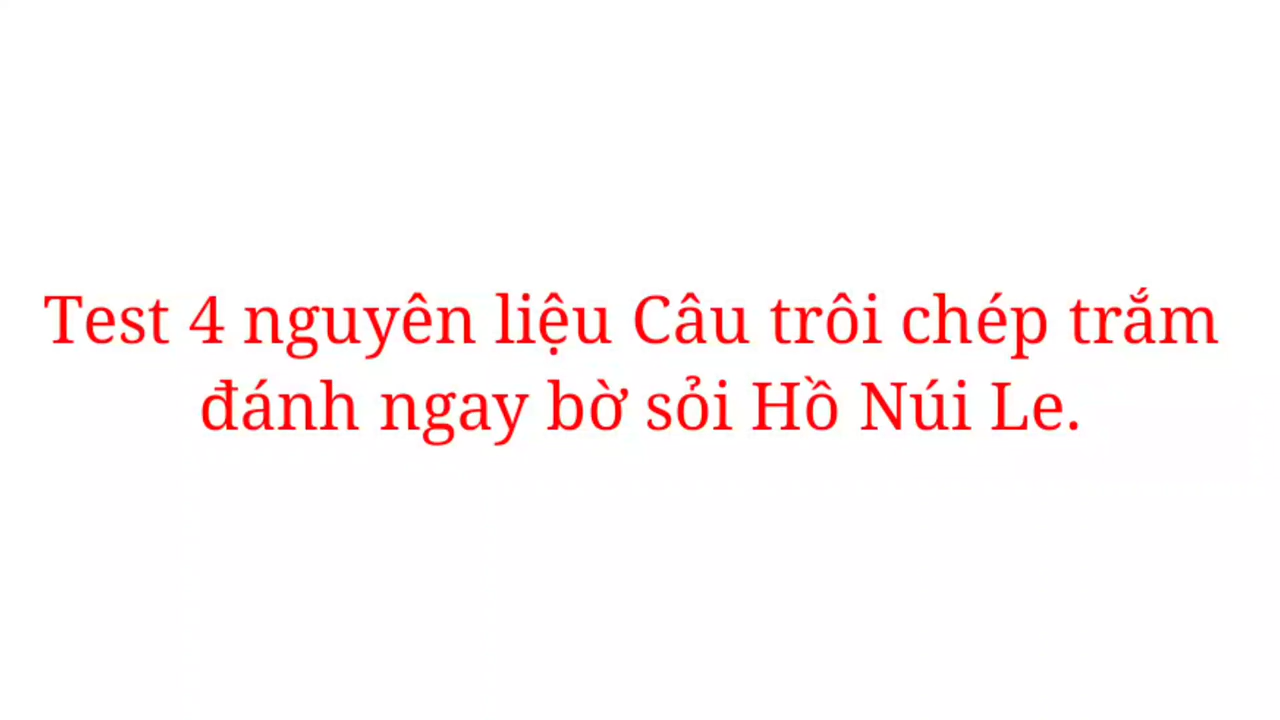 Test 4 nguyên liệu Câu trôi chép trắm
đánh ngay bờ sỏi Hồ Núi Le.